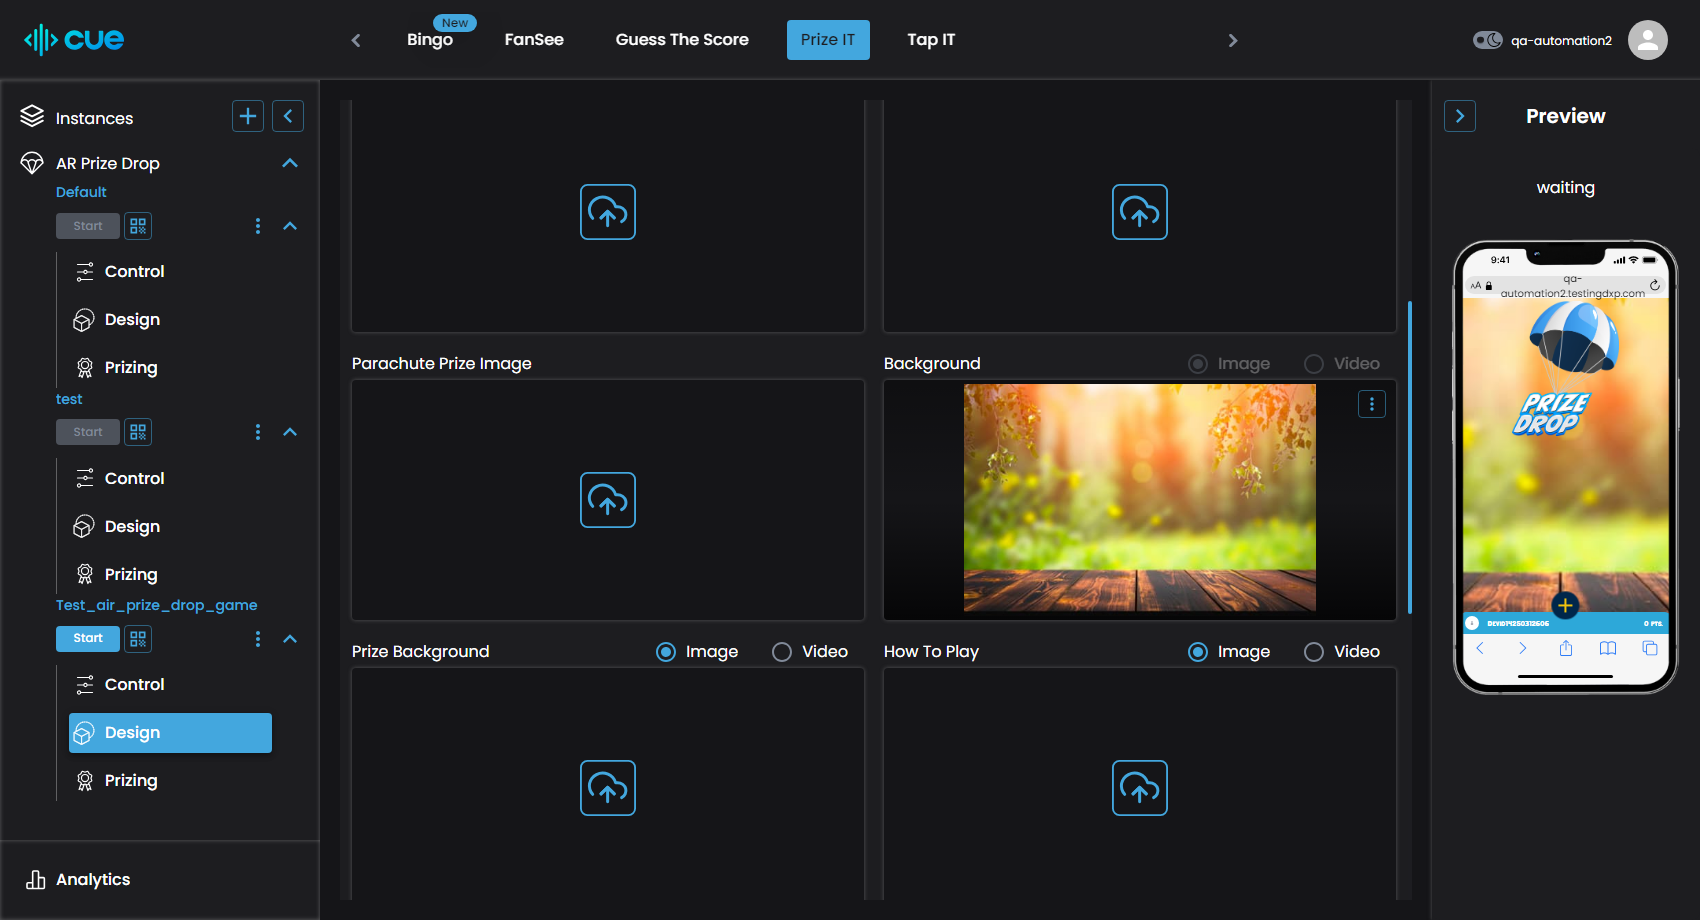 cue
New
Bingo
FanSee
Guess The Score
Prize IT
Tap IT
qa-automation2
Instances
AR Prize Drop
Default
Start
Control
Design
Prizing
test
Start
Control
Design
Prizing
Test_air_prize_drop_game
Start
Control
Design
Prizing
Analytics
Parachute Prize Image
Background
Image
Video
Prize Background
Image
Video
How To Play
Image
Video
Preview
waiting
9:41
AA
qa-
automation2.testingdxp.com
PRIZE
DROP
0 PTS.